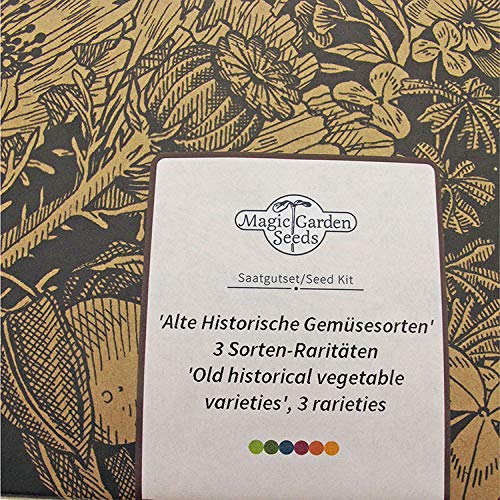 Magic Garden
Seeds
Saatgutset/Seed Kit
'Alte Historische Gemüsesorten'
3 Sorten-Raritäten
'Old historical vegetable
varieties', 3 rarieties